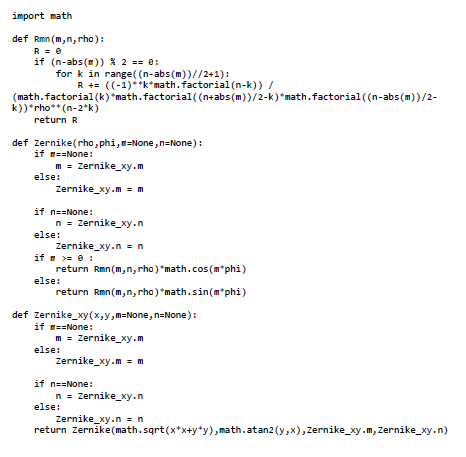 import math
def Rmn(m,n,rho):
    R = 0
    if (n-abs(m)) % 2 == 0:
        for k in range((n-abs(m))//2+1):
            R += ((-1)**k*math.factorial(n-k)) /
(math.factorial(k)*math.factorial((n+abs(m))/2-k)*math.factorial((n-abs(m))/2-
k))*rho**(n-2*k)
    return R
def Zernike(rho,phi,m=None,n=None):
    if m==None:
        m = Zernike_xy.m
    else:
        Zernike_xy.m = m
    if n==None:
        n = Zernike_xy.n
    else:
        Zernike_xy.n = n
    if m >= 0 :
        return Rmn(m,n,rho)*math.cos(m*phi)
    else:
        return Rmn(m,n,rho)*math.sin(m*phi)
def Zernike_xy(x,y,m=None,n=None):
    if m==None:
        m = Zernike_xy.m
    else:
        Zernike_xy.m = m
    if n==None:
        n = Zernike_xy.n
    else:
        Zernike_xy.n = n
    return Zernike(math.sqrt(x*x+y*y),math.atan2(y,x),Zernike_xy.m,Zernike_xy.n)